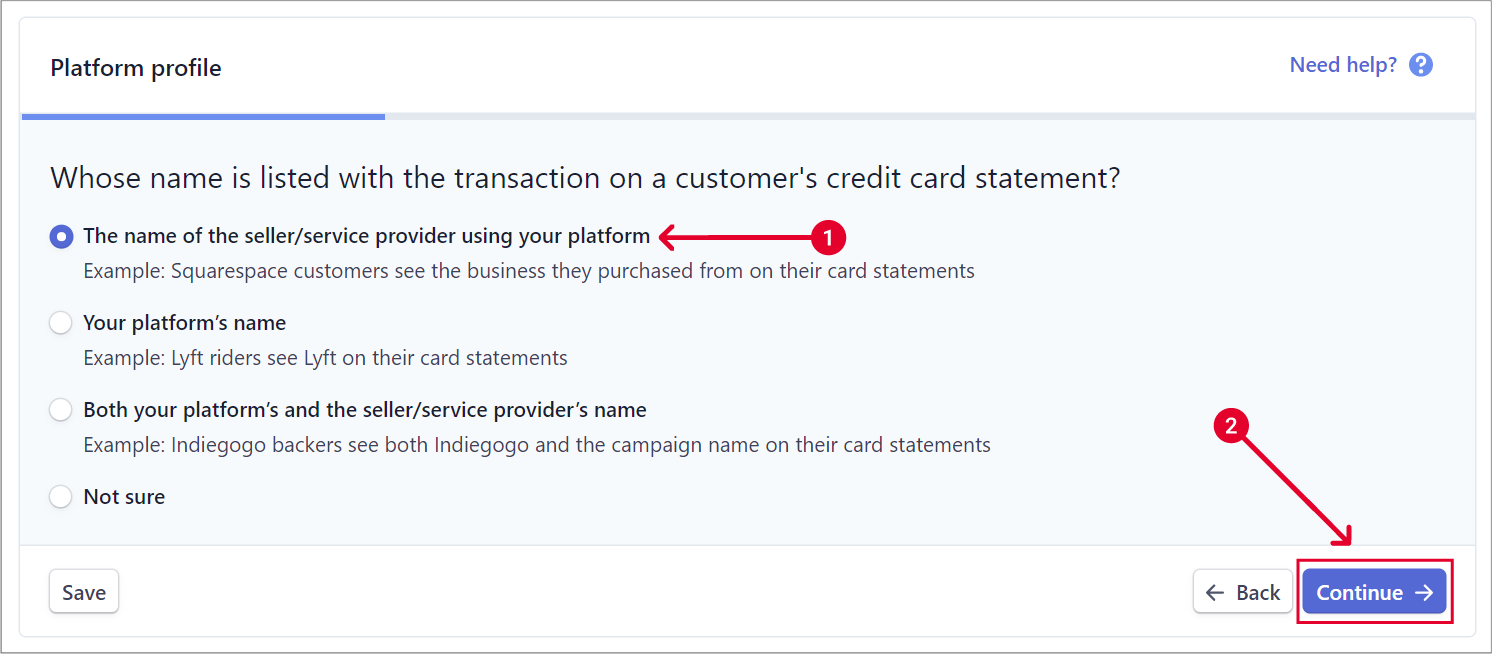 Platform profile
Need help? ?
Whose name is listed with the transaction on a customer's credit card statement?
The name of the seller/service provider using your platform
1
Example: Squarespace customers see the business they purchased from on their card statements
Your platform’s name
Example: Lyft riders see Lyft on their card statements
Both your platform’s and the seller/service provider’s name
2
Example: Indiegogo backers see both Indiegogo and the campaign name on their card statements
Not sure
Save
← Back
Continue →